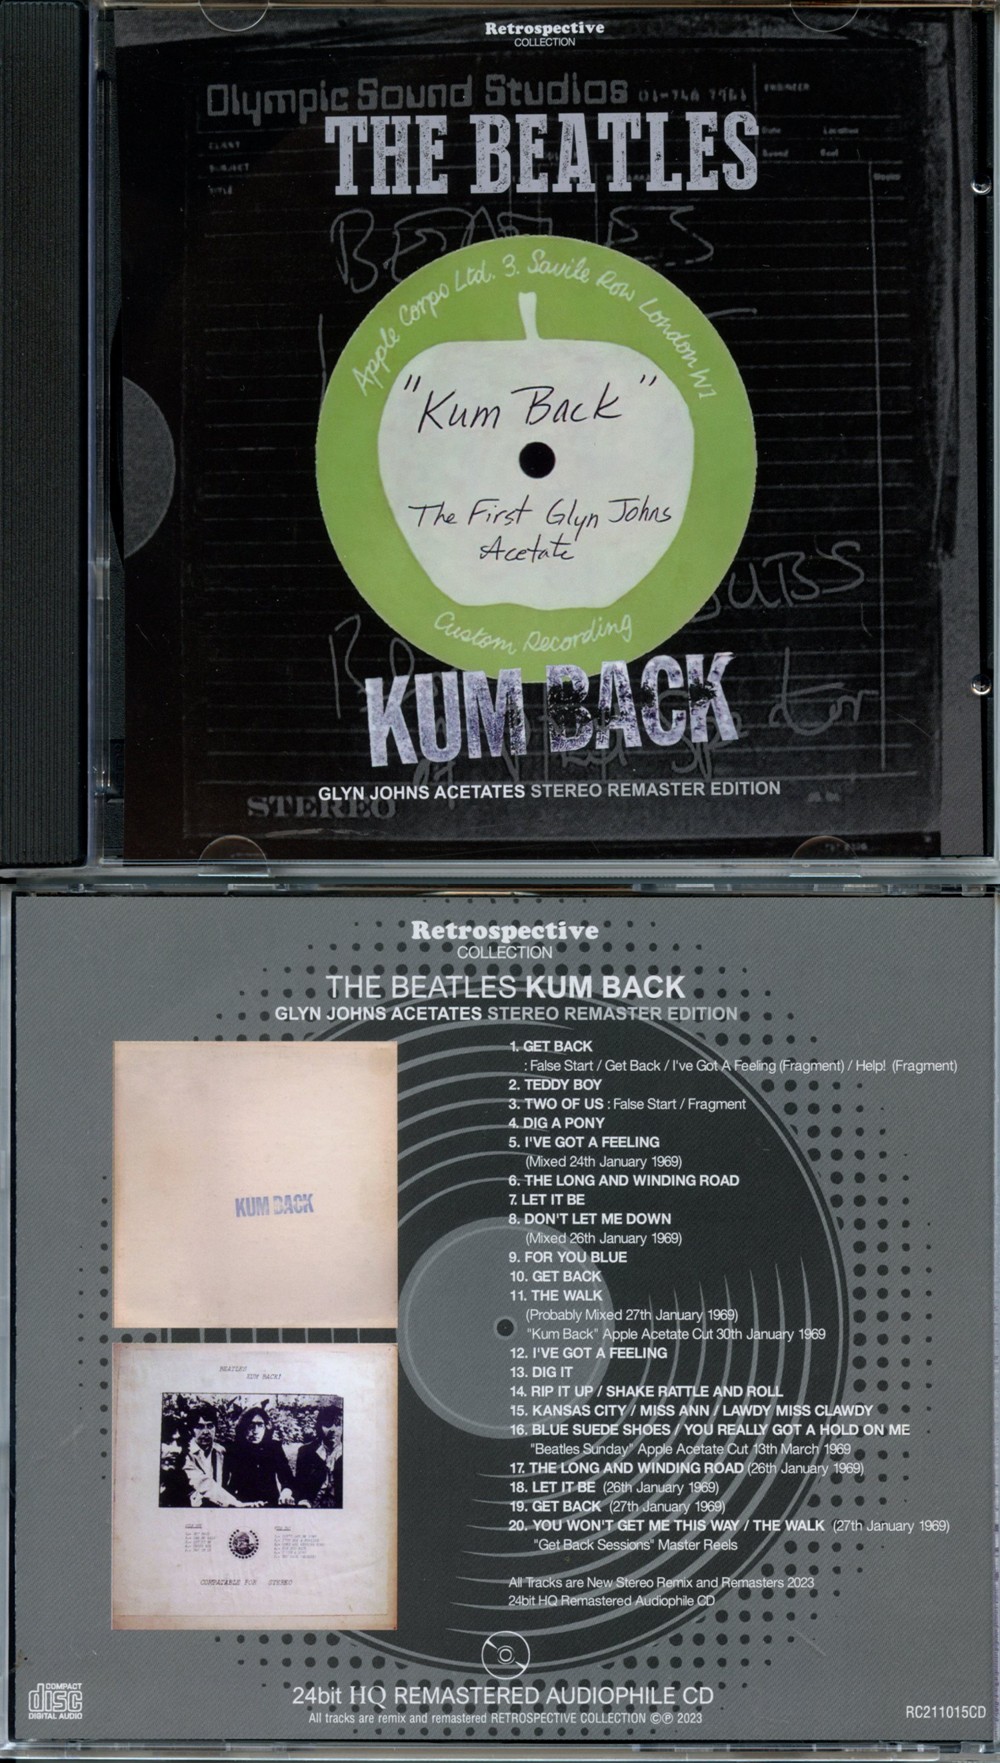 Retrospective
COLLECTION
Olympic Sound Studios 01-748 7961
ENGINEER
CLIENT
SUBJECT
TITLE
THE BEATLES
BEATLES
Apple Corps Ltd. 3. Savile Row London W1
"Kum Back"
The First Glyn Johns
Acetate
Custom Recording
DUBS
KUM BACK
GLYN JOHNS ACETATES STEREO REMASTER EDITION
STEREO
Retrospective
COLLECTION
THE BEATLES KUM BACK
GLYN JOHNS ACETATES STEREO REMASTER EDITION
1. GET BACK
: False Start / Get Back / I've Got A Feeling (Fragment) / Help! (Fragment)
2. TEDDY BOY
3. TWO OF US : False Start / Fragment
4. DIG A PONY
5. I'VE GOT A FEELING
(Mixed 24th January 1969)
6. THE LONG AND WINDING ROAD
7. LET IT BE
8. DON'T LET ME DOWN
(Mixed 26th January 1969)
9. FOR YOU BLUE
10. GET BACK
11. THE WALK
(Probably Mixed 27th January 1969)
"Kum Back" Apple Acetate Cut 30th January 1969
12. I'VE GOT A FEELING
13. DIG IT
14. RIP IT UP / SHAKE RATTLE AND ROLL
15. KANSAS CITY / MISS ANN / LAWDY MISS CLAWDY
16. BLUE SUEDE SHOES / YOU REALLY GOT A HOLD ON ME
"Beatles Sunday" Apple Acetate Cut 13th March 1969
17. THE LONG AND WINDING ROAD (26th January 1969)
18. LET IT BE (26th January 1969)
19. GET BACK (27th January 1969)
20. YOU WON'T GET ME THIS WAY / THE WALK (27th January 1969)
"Get Back Sessions" Master Reels
All Tracks are New Stereo Remix and Remasters 2023
24bit HQ Remastered Audiophile CD
KUM BACK
BEATLES
KUM BACK!
COMPATABLE FOR STEREO
COMPACT
disc
DIGITAL AUDIO
24bit HQ REMASTERED AUDIOPHILE CD
All tracks are remix and remastered RETROSPECTIVE COLLECTION ©℗ 2023
RC211015CD